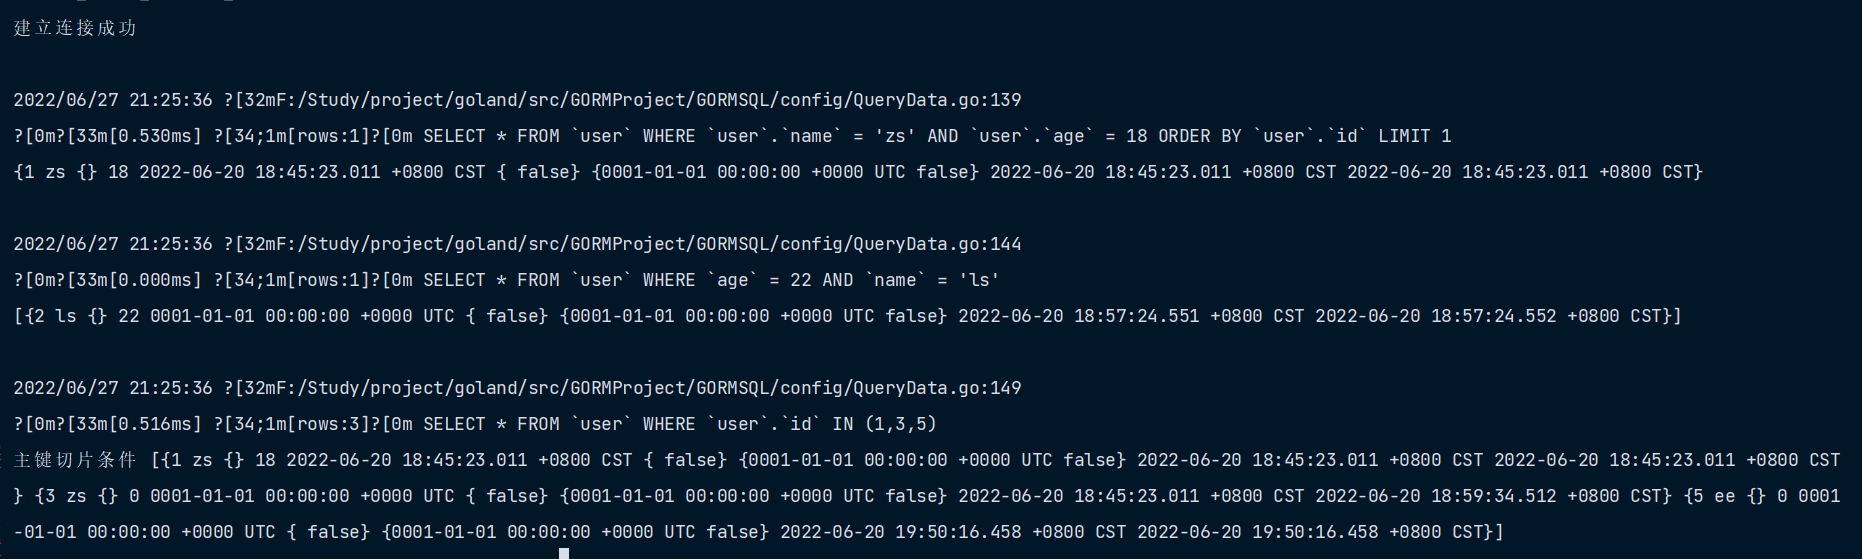 建立连接成功
2022/06/27 21:25:36 ?[32mF:/Study/project/goland/src/GORMProject/GORMSQL/config/QueryData.go:139
?[0m?[33m[0.530ms] ?[34;1m[rows:1]?[0m SELECT * FROM `user` WHERE `user`.`name` = 'zs' AND `user`.`age` = 18 ORDER BY `user`.`id` LIMIT 1
{1 zs {} 18 2022-06-20 18:45:23.011 +0800 CST { false} {0001-01-01 00:00:00 +0000 UTC false} 2022-06-20 18:45:23.011 +0800 CST 2022-06-20 18:45:23.011 +0800 CST}
2022/06/27 21:25:36 ?[32mF:/Study/project/goland/src/GORMProject/GORMSQL/config/QueryData.go:144
?[0m?[33m[0.000ms] ?[34;1m[rows:1]?[0m SELECT * FROM `user` WHERE `age` = 22 AND `name` = 'ls'
[{2 ls {} 22 0001-01-01 00:00:00 +0000 UTC { false} {0001-01-01 00:00:00 +0000 UTC false} 2022-06-20 18:57:24.551 +0800 CST 2022-06-20 18:57:24.552 +0800 CST}]
2022/06/27 21:25:36 ?[32mF:/Study/project/goland/src/GORMProject/GORMSQL/config/QueryData.go:149
?[0m?[33m[0.516ms] ?[34;1m[rows:3]?[0m SELECT * FROM `user` WHERE `user`.`id` IN (1,3,5)
主键切片条件 [{1 zs {} 18 2022-06-20 18:45:23.011 +0800 CST { false} {0001-01-01 00:00:00 +0000 UTC false} 2022-06-20 18:45:23.011 +0800 CST 2022-06-20 18:45:23.011 +0800 CST
} {3 zs {} 0 0001-01-01 00:00:00 +0000 UTC { false} {0001-01-01 00:00:00 +0000 UTC false} 2022-06-20 18:45:23.011 +0800 CST 2022-06-20 18:59:34.512 +0800 CST} {5 ee {} 0 0001
-01-01 00:00:00 +0000 UTC { false} {0001-01-01 00:00:00 +0000 UTC false} 2022-06-20 19:50:16.458 +0800 CST 2022-06-20 19:50:16.458 +0800 CST}]